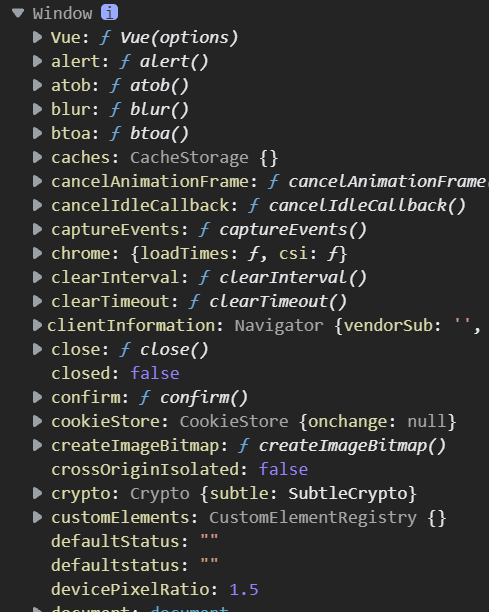 Window i
Vue: ƒ Vue(options)
alert: ƒ alert()
atob: ƒ atob()
blur: ƒ blur()
btoa: ƒ btoa()
caches: CacheStorage {}
cancelAnimationFrame: ƒ cancelAnimationFrame(
cancelIdleCallback: ƒ cancelIdleCallback()
captureEvents: ƒ captureEvents()
chrome: {loadTimes: ƒ, csi: ƒ}
clearInterval: ƒ clearInterval()
clearTimeout: ƒ clearTimeout()
clientInformation: Navigator {vendorSub: '',
close: ƒ close()
closed: false
confirm: ƒ confirm()
cookieStore: CookieStore {onchange: null}
createImageBitmap: ƒ createImageBitmap()
crossOriginIsolated: false
crypto: Crypto {subtle: SubtleCrypto}
customElements: CustomElementRegistry {}
defaultStatus: ""
defaultstatus: ""
devicePixelRatio: 1.5
document: document